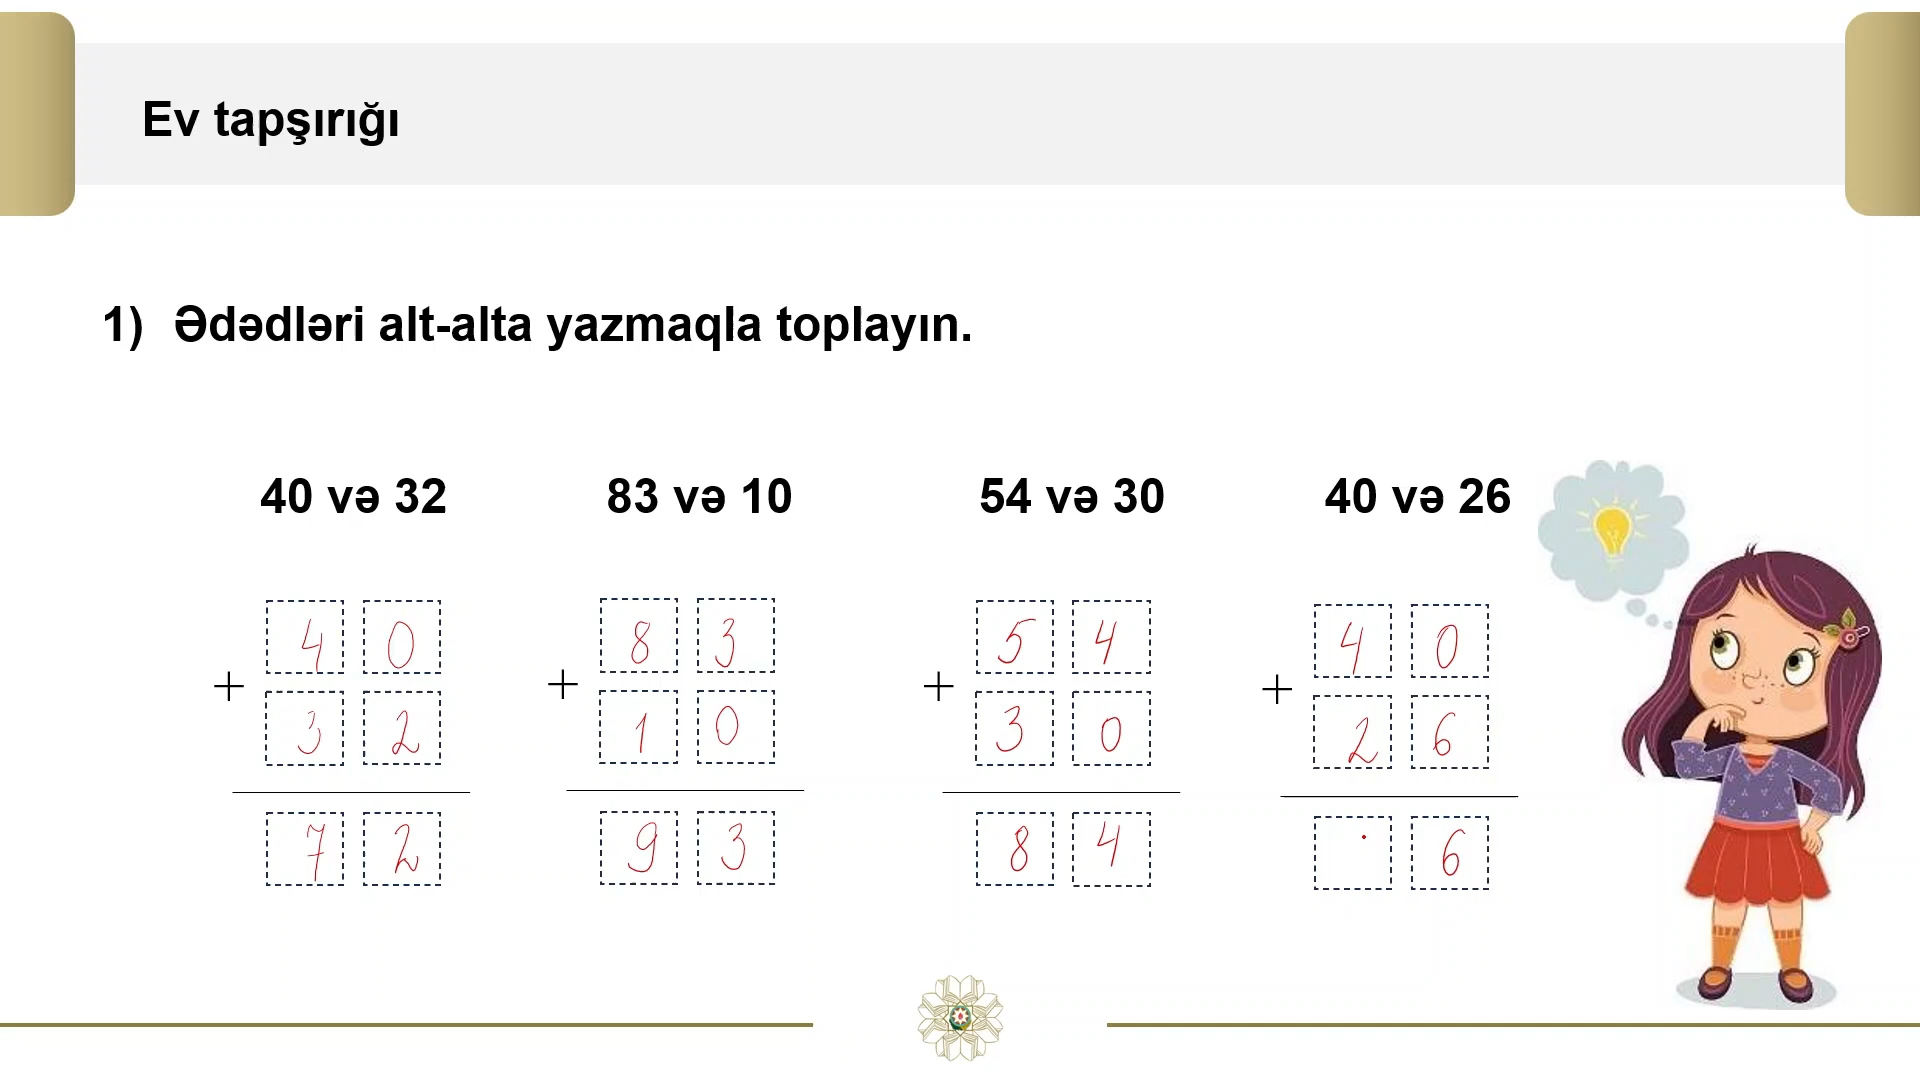 Ev tapşırığı
1) Ədədləri alt-alta yazmaqla toplayın.
40 və 32 83 və 10 54 və 30 40 və 26
4 0 8 3 5 4 4 0
+ + + +
3 2 1 0 3 0 2 6
7 2 9 3 8 4 6